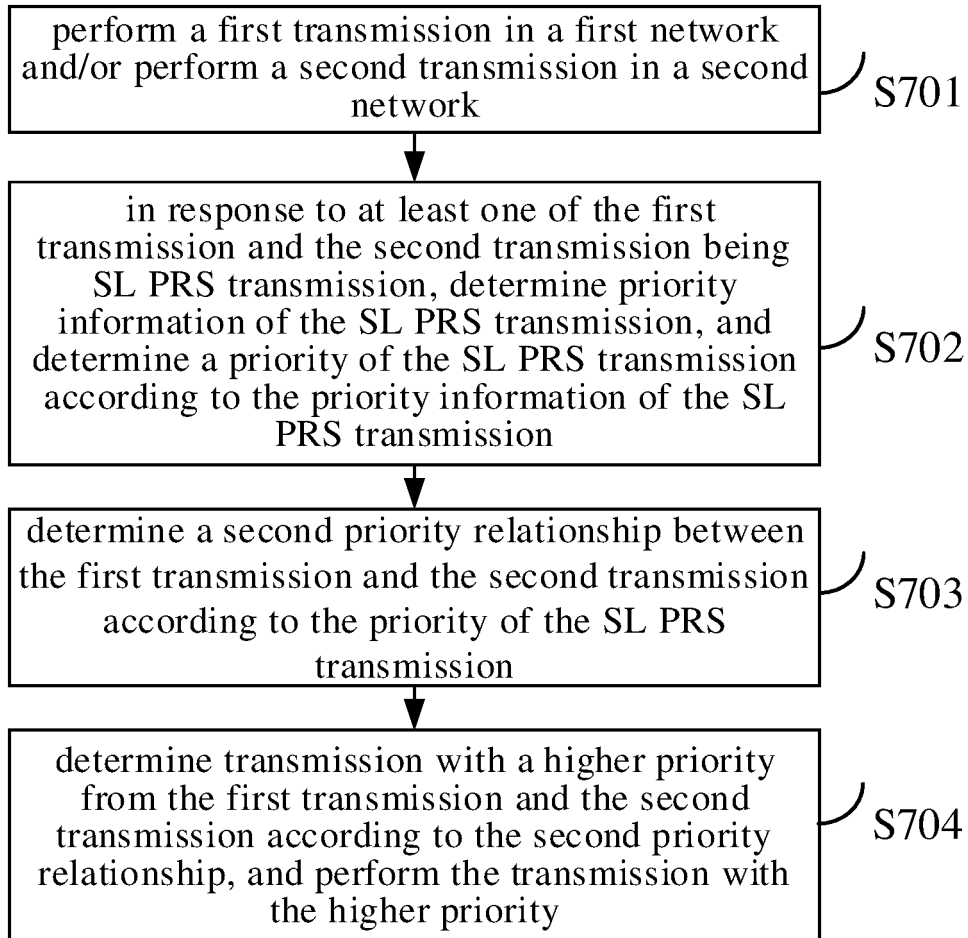 perform a first transmission in a first network
and/or perform a second transmission in a second
network
S701
in response to at least one of the first
transmission and the second transmission being
SL PRS transmission, determine priority
information of the SL PRS transmission, and
determine a priority of the SL PRS transmission
according to the priority information of the SL
PRS transmission
S702
determine a second priority relationship between
the first transmission and the second transmission
according to the priority of the SL PRS
transmission
S703
determine transmission with a higher priority
from the first transmission and the second
transmission according to the second priority
relationship, and perform the transmission with
the higher priority
S704